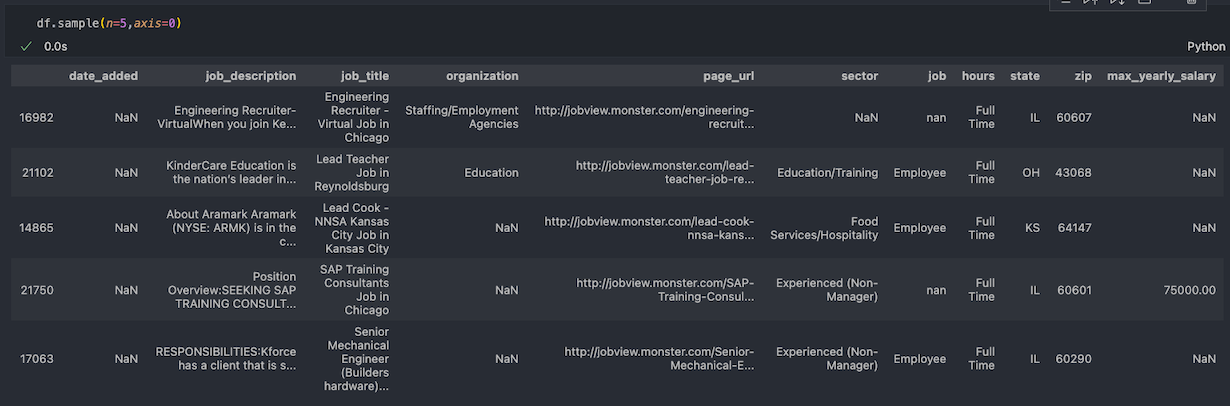 df.sample(n=5,axis=0)
0.0s
Python
date_added job_description job_title organization page_url sector job hours state zip max_yearly_salary
16982 NaN Engineering Recruiter-VirtualWhen you join Ke... Engineering Recruiter - Virtual Job in Chicago Staffing/Employment Agencies http://jobview.monster.com/engineering-recruit... NaN nan Full Time IL 60607 NaN
21102 NaN KinderCare Education is the nation's leader in... Lead Teacher Job in Reynoldsburg Education http://jobview.monster.com/lead-teacher-job-re... Education/Training Employee Full Time OH 43068 NaN
14865 NaN About Aramark Aramark (NYSE: ARMK) is in the c... Lead Cook - NNSA Kansas City Job in Kansas City NaN http://jobview.monster.com/lead-cook-nnsa-kans... Food Services/Hospitality Employee Full Time KS 64147 NaN
21750 NaN Position Overview:SEEKING SAP TRAINING CONSULT... SAP Training Consultants Job in Chicago NaN http://jobview.monster.com/SAP-Training-Consul... Experienced (Non-Manager) nan Full Time IL 60601 75000.00
17063 NaN RESPONSIBILITIES:Kforce has a client that is s... Senior Mechanical Engineer (Builders hardware)... NaN http://jobview.monster.com/Senior-Mechanical-E... Experienced (Non-Manager) Employee Full Time IL 60290 NaN